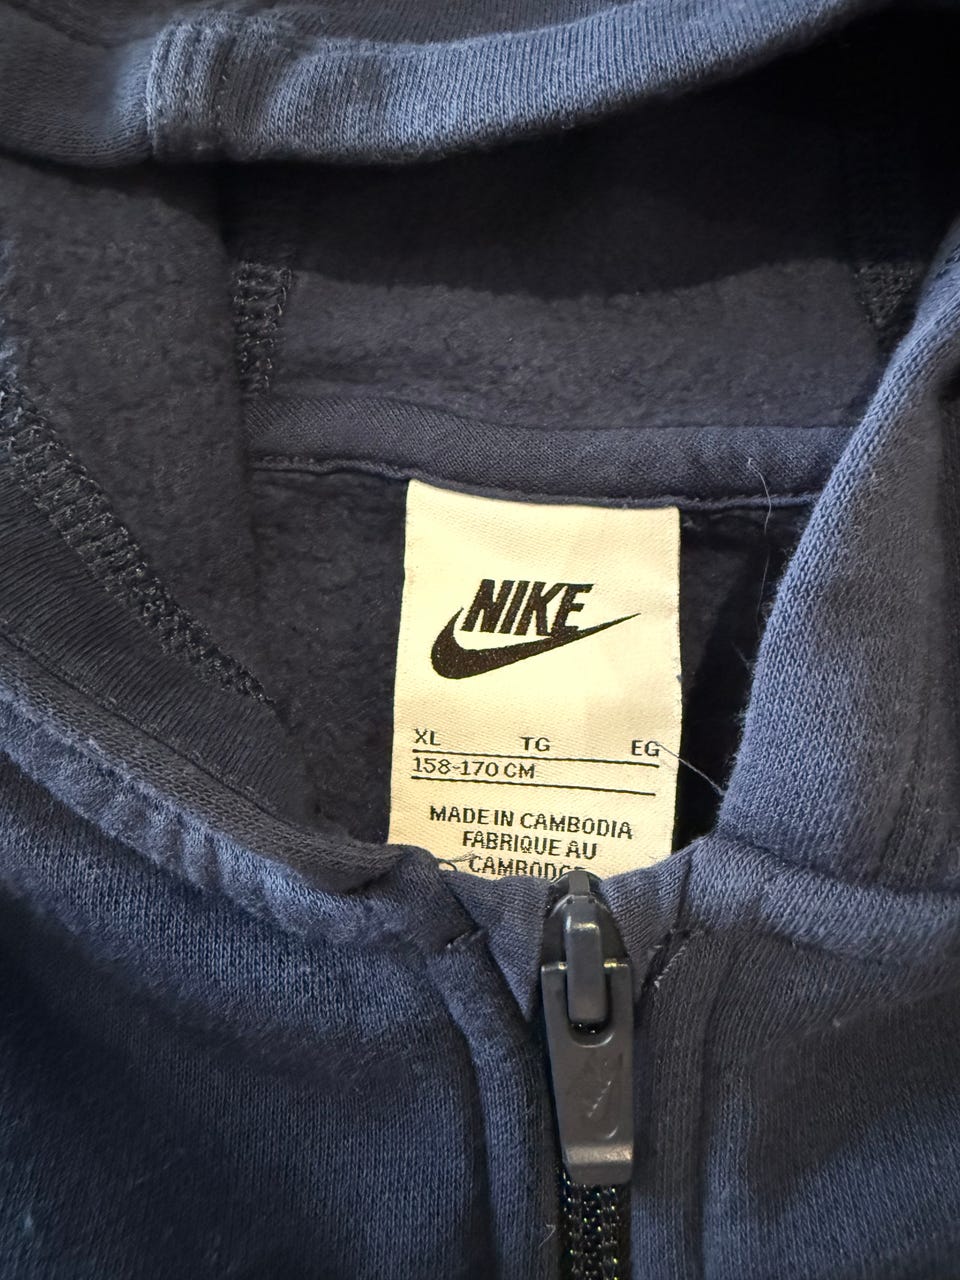 NIKE
XL TG EG
158-170 CM
MADE IN CAMBODIA
FABRIQUE AU